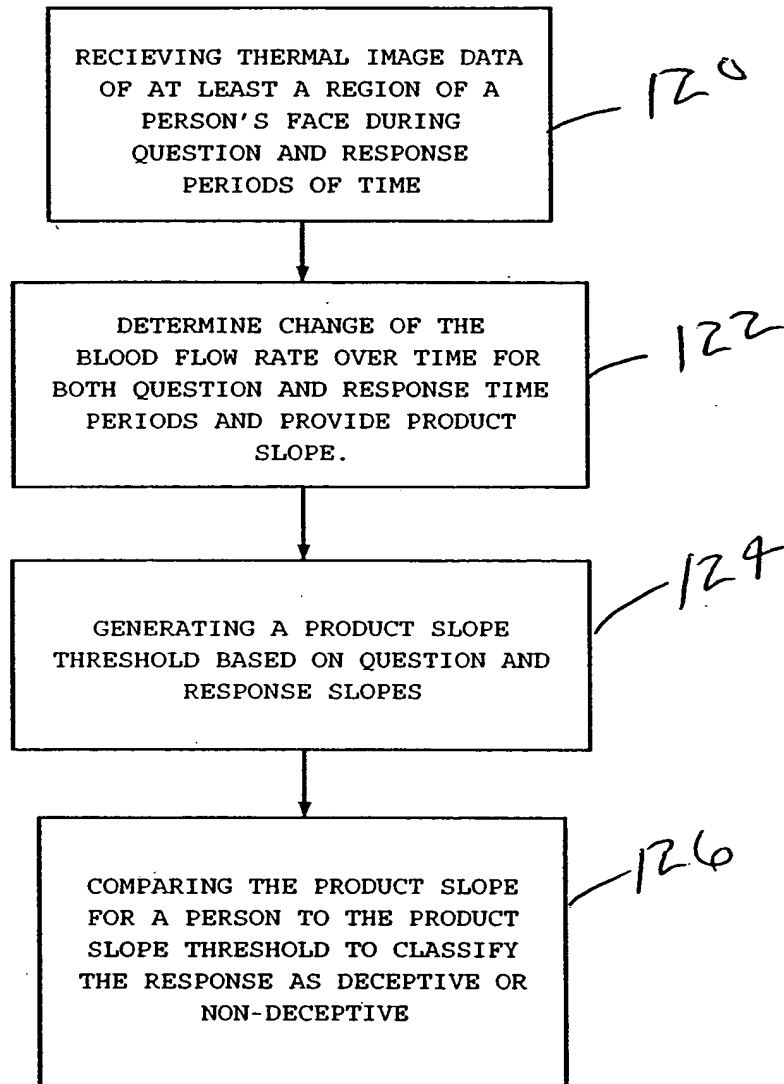 RECIEVING THERMAL IMAGE DATA
OF AT LEAST A REGION OF A
PERSON'S FACE DURING
QUESTION AND RESPONSE
PERIODS OF TIME
120
DETERMINE CHANGE OF THE
BLOOD FLOW RATE OVER TIME FOR
BOTH QUESTION AND RESPONSE TIME
PERIODS AND PROVIDE PRODUCT
SLOPE.
122
GENERATING A PRODUCT SLOPE
THRESHOLD BASED ON QUESTION AND
RESPONSE SLOPES
124
COMPARING THE PRODUCT SLOPE
FOR A PERSON TO THE PRODUCT
SLOPE THRESHOLD TO CLASSIFY
THE RESPONSE AS DECEPTIVE OR
NON-DECEPTIVE
126